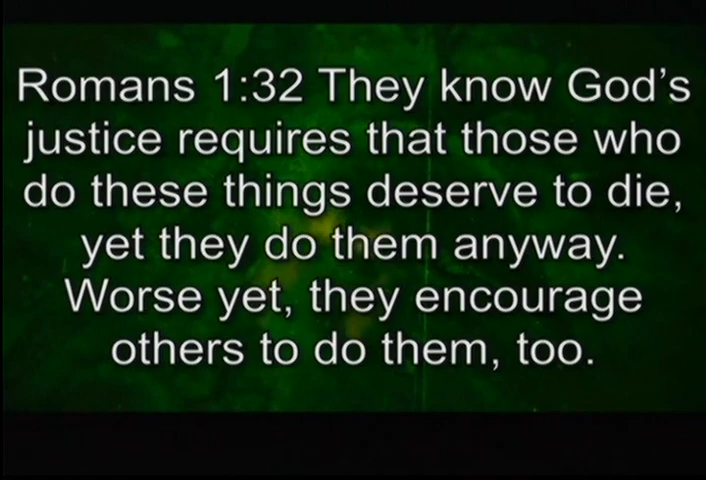 Romans 1:32 They know God’s
justice requires that those who
do these things deserve to die,
yet they do them anyway.
Worse yet, they encourage
others to do them, too.